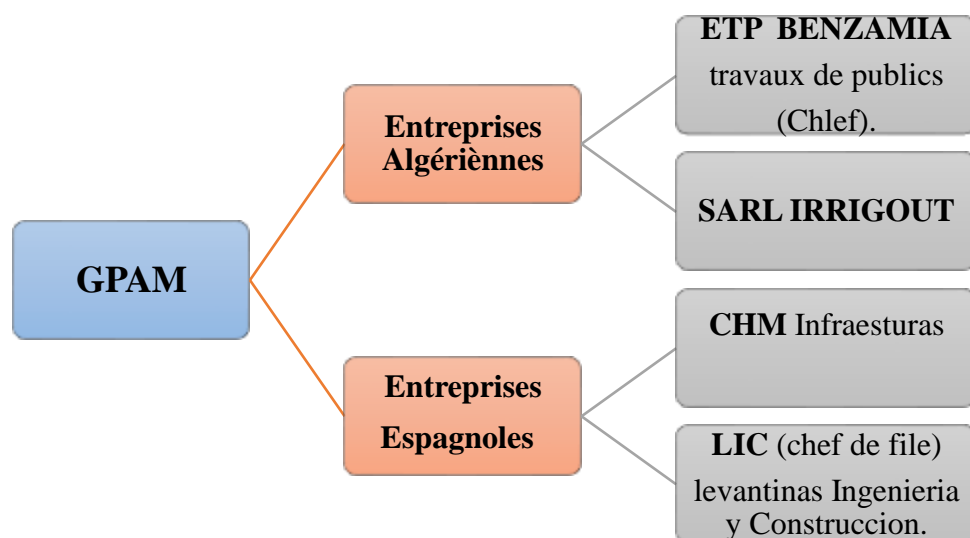 GPAM
Entreprises
Algériènnes
ETP BENZAMIA
travaux de publics
(Chlef).
SARL IRRIGOUT
Entreprises
Espagnoles
CHM Infraesturas
LIC (chef de file)
levantinas Ingenieria
y Construccion.